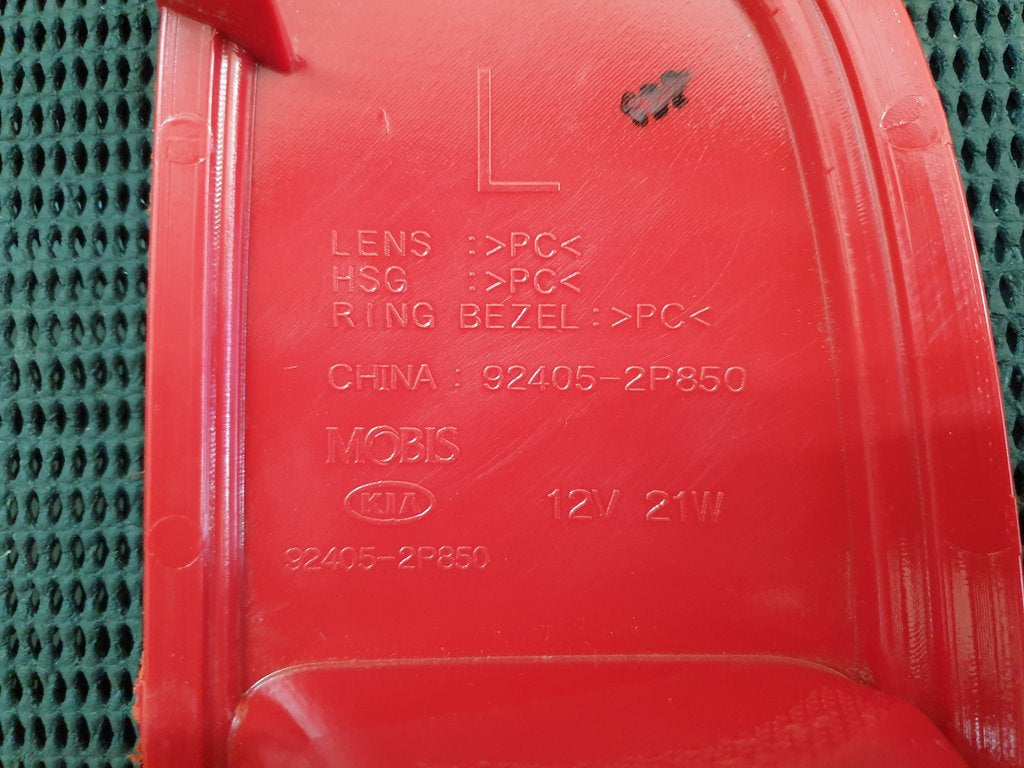 L
LENS :>PC<
HSG :>PC<
RING BEZEL:>PC<
CHINA : 92405-2P850
MOBIS
KIA 12V 21W
92405-2P850